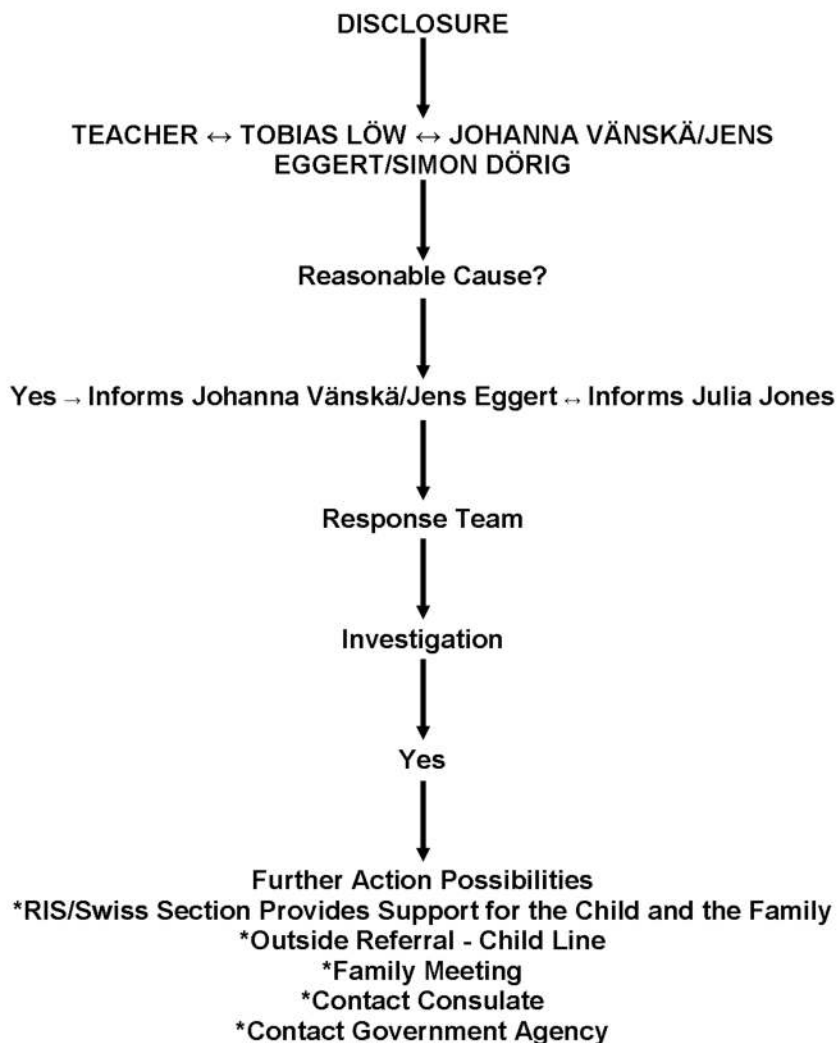 DISCLOSURE
TEACHER ↔ TOBIAS LÖW ↔ JOHANNA VÄNSKÄ/JENS
EGGERT/SIMON DÖRIG
Reasonable Cause?
Yes → Informs Johanna Vänskä/Jens Eggert ↔ Informs Julia Jones
Response Team
Investigation
Yes
Further Action Possibilities
*RIS/Swiss Section Provides Support for the Child and the Family
*Outside Referral - Child Line
*Family Meeting
*Contact Consulate
*Contact Government Agency